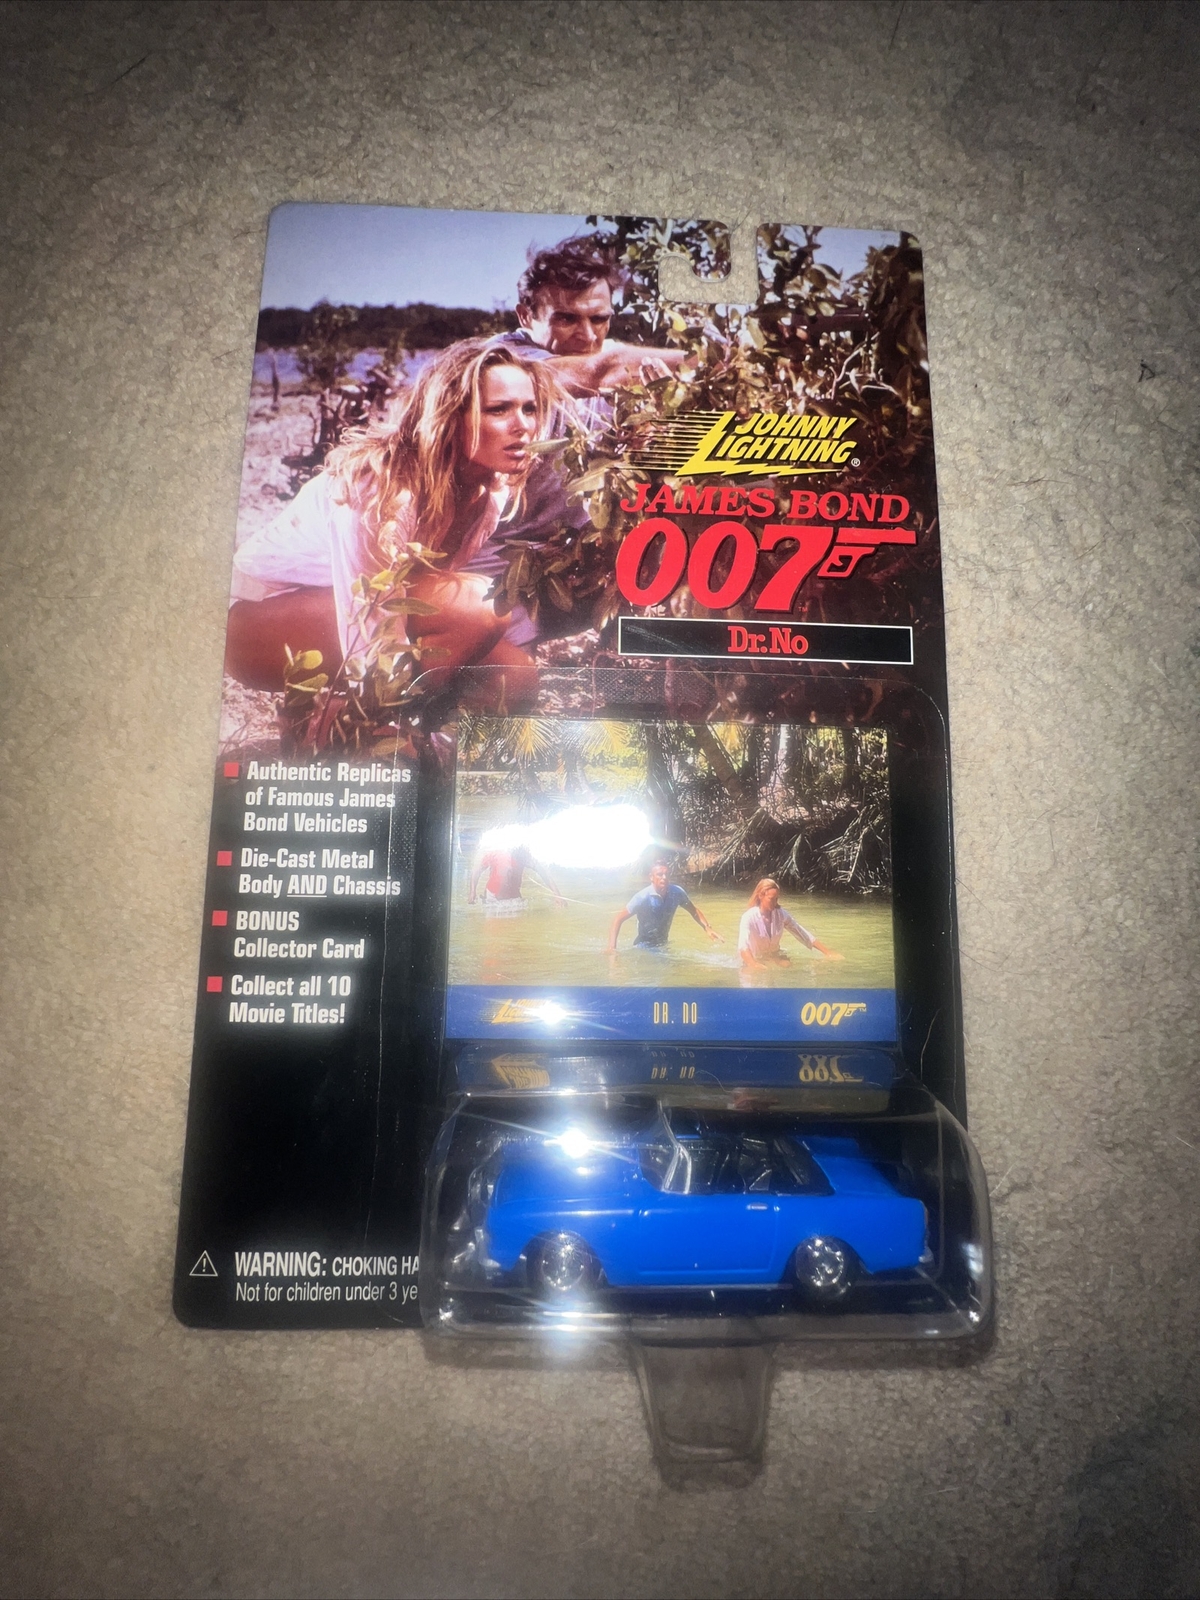 JOHNNY
LIGHTNING®
JAMES BOND
007™
Dr.No
Authentic Replicas
of Famous James
Bond Vehicles
Die-Cast Metal
Body AND Chassis
BONUS
Collector Card
Collect all 10
Movie Titles!
DR. NO
007™
WARNING: CHOKING HA
Not for children under 3 ye